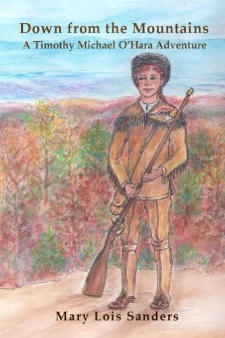 Down from the Mountains
A Timothy Michael O'Hara Adventure
Mary Lois Sanders